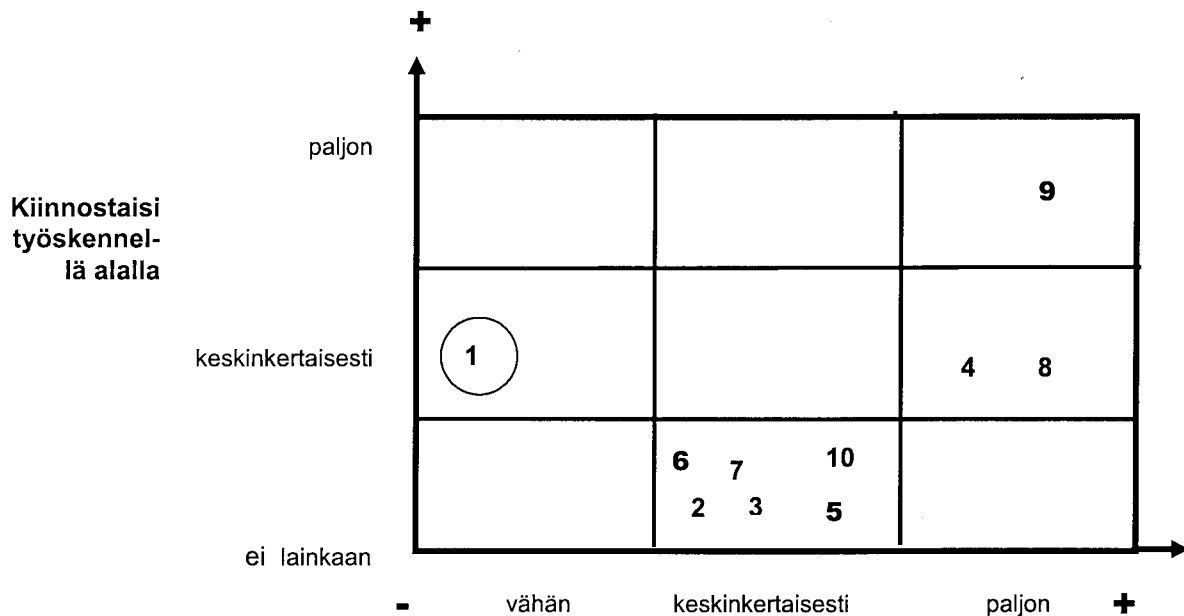 +
paljon
9
Kiinnostaisi
työskennel-
lä alalla
keskinkertaisesti
1
4 8
6 7 10
2 3 5
ei lainkaan
- vähän keskinkertaisesti paljon +